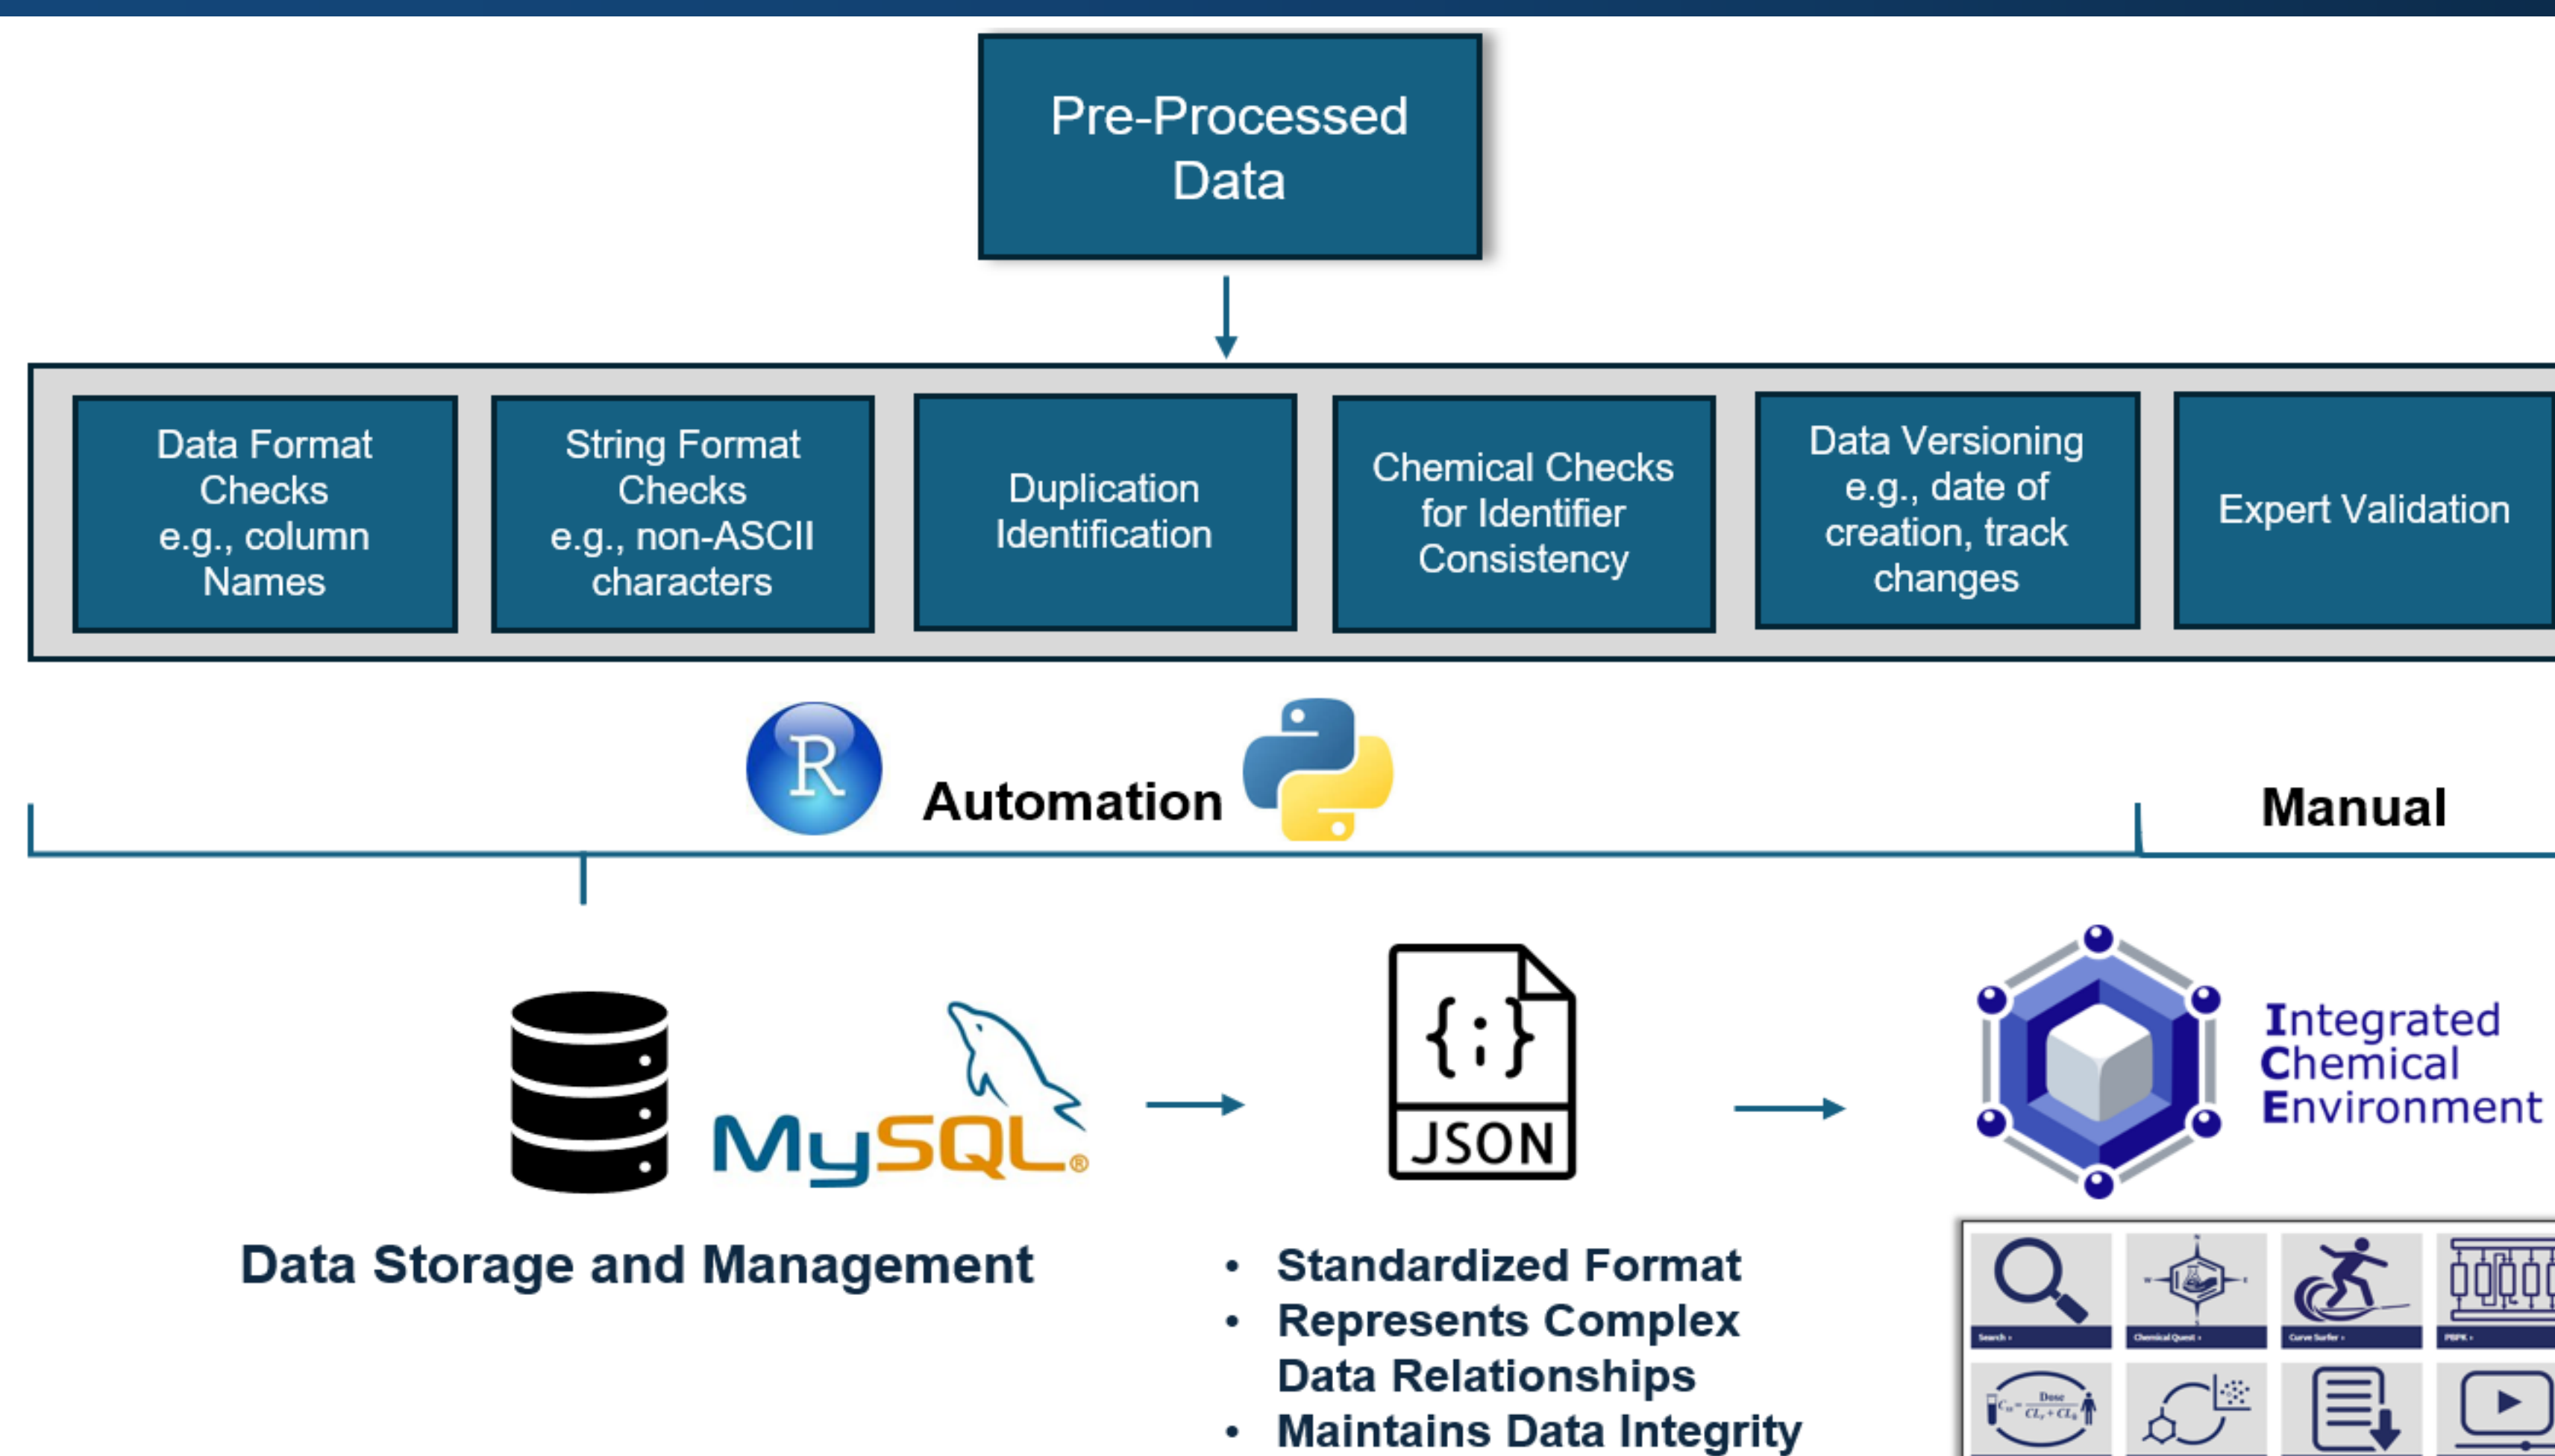 Pre-Processed
Data
Data Format
Checks
e.g., column
Names
String Format
Checks
e.g., non-ASCII
characters
Duplication
Identification
Chemical Checks
for Identifier
Consistency
Data Versioning
e.g., date of
creation, track
changes
Expert Validation
R
Automation
Manual
MySQL®
{;}
JSON
Integrated
Chemical
Environment
Data Storage and Management
• Standardized Format
• Represents Complex
Data Relationships
• Maintains Data Integrity
Search ›
Chemical Quest ›
Curve Surfer ›
PBPK ›